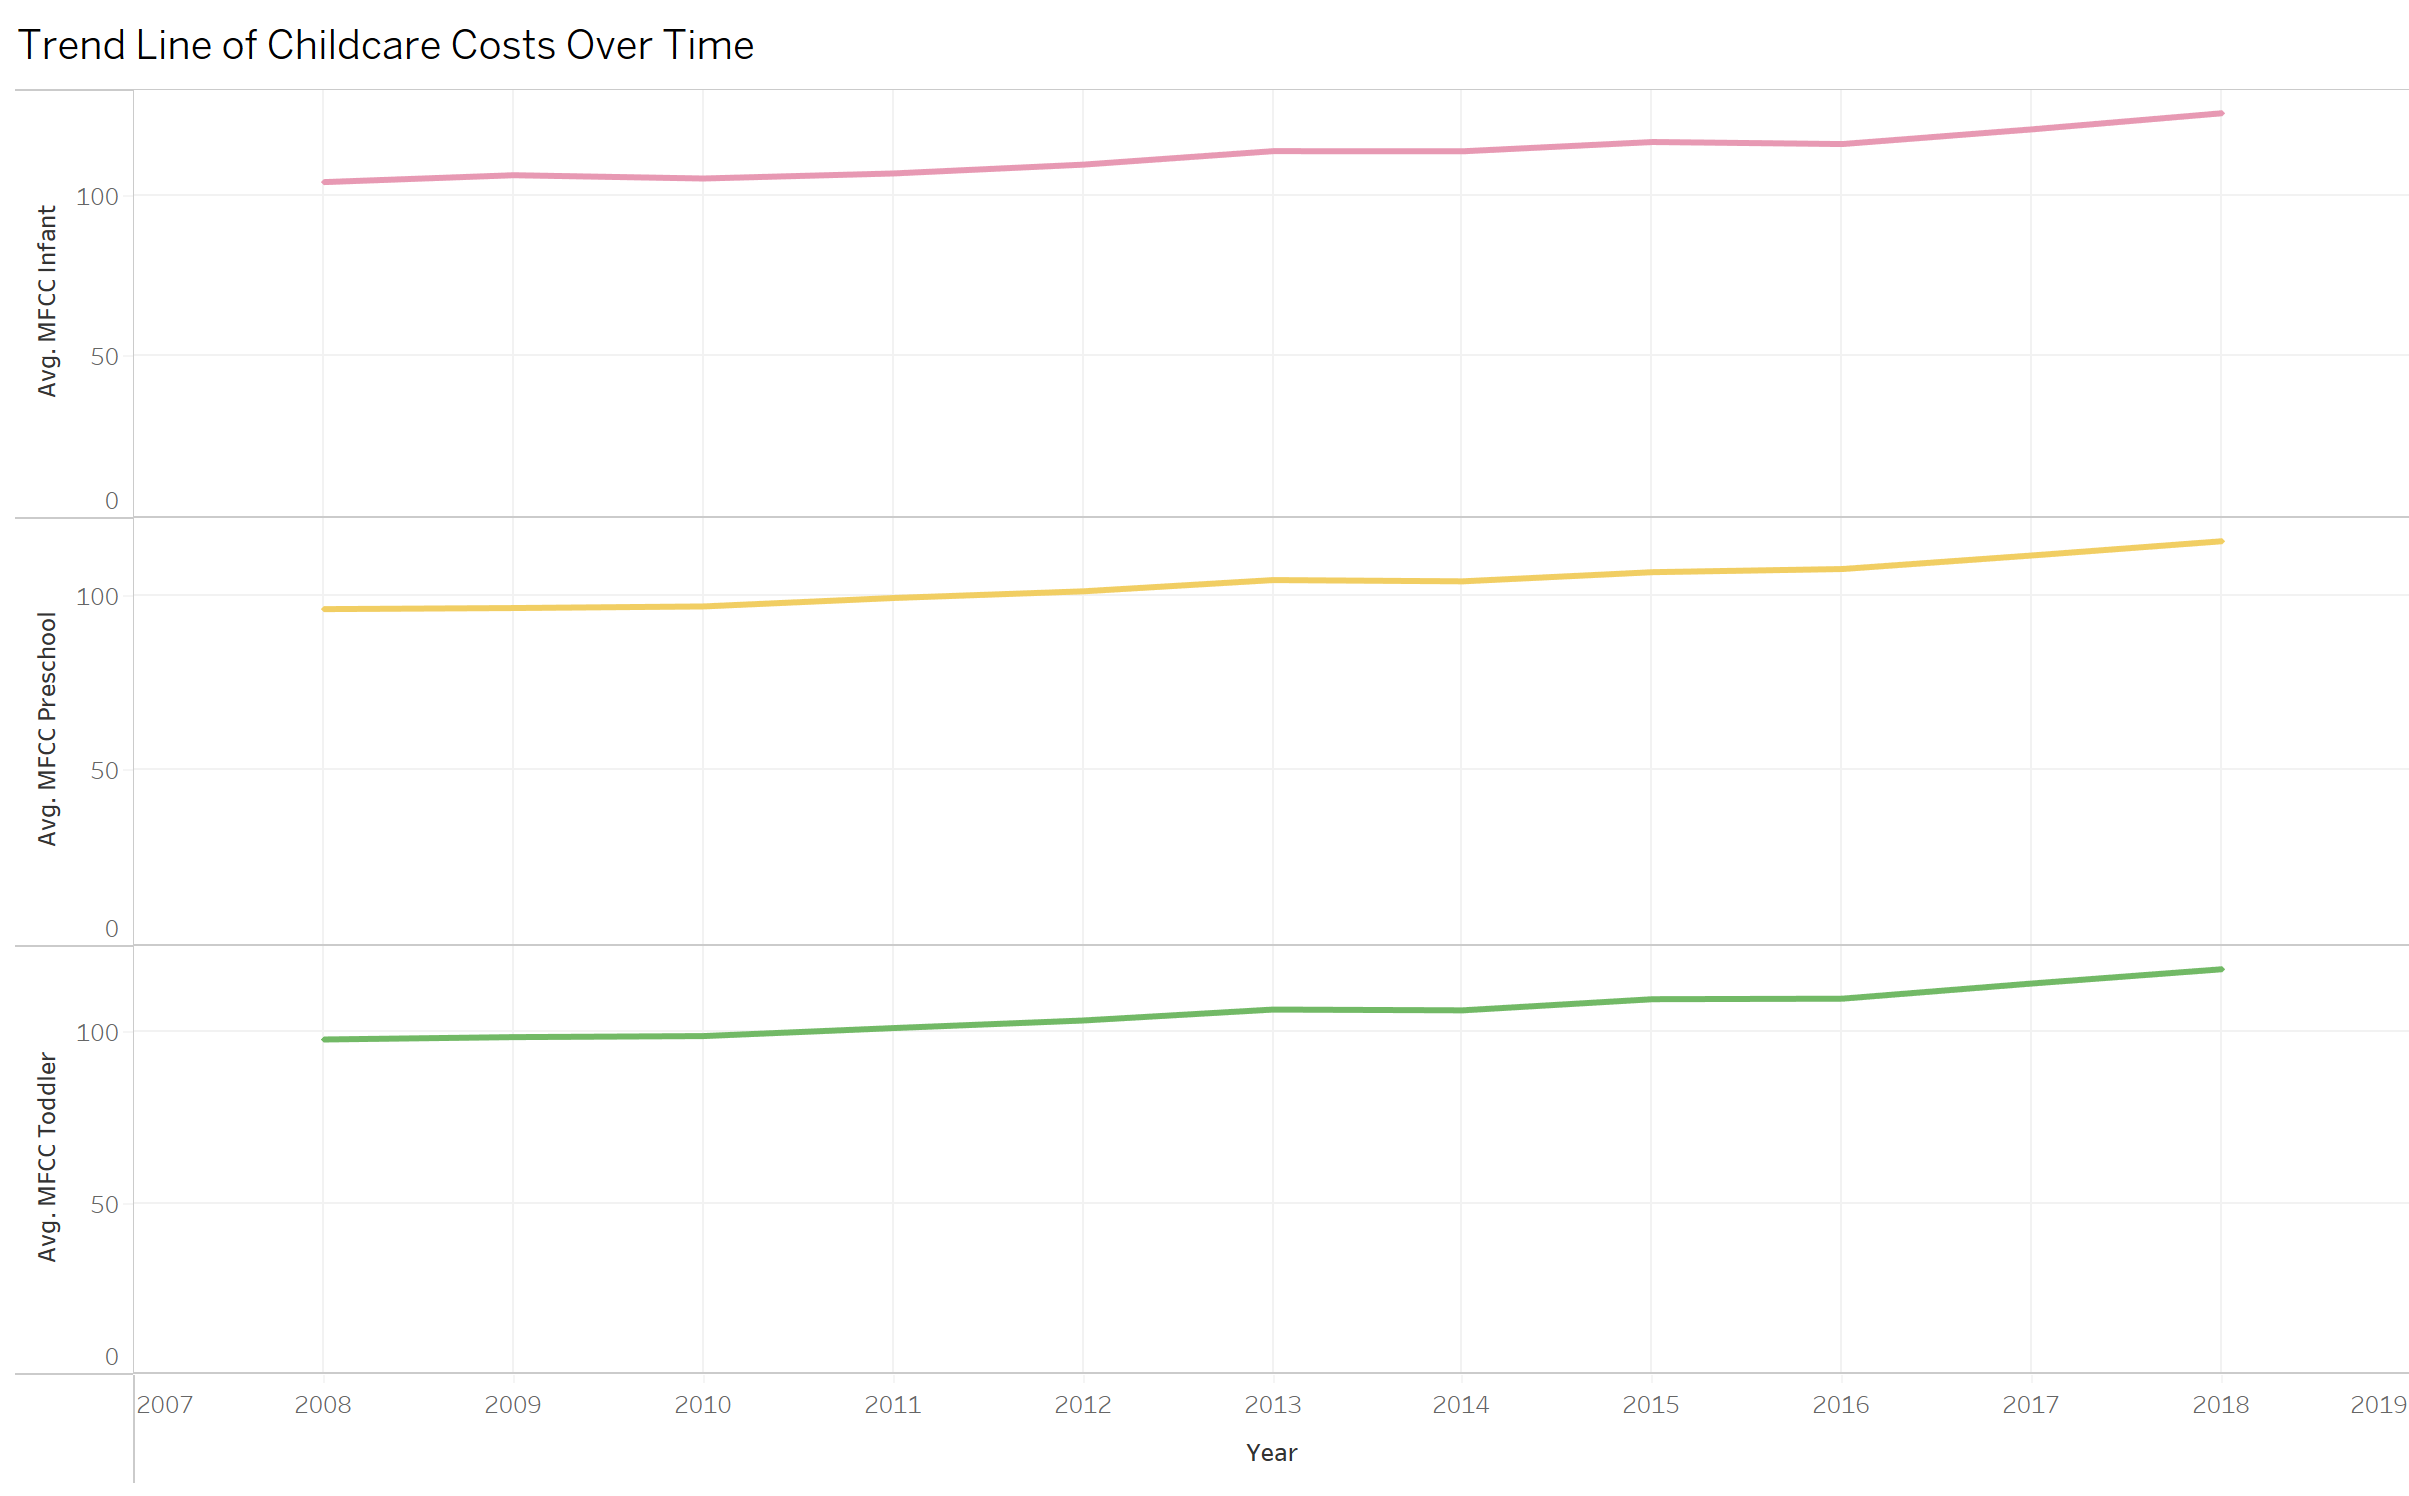 Trend Line of Childcare Costs Over Time
Avg. MFCC Infant
100
50
0
Avg. MFCC Preschool
100
50
0
Avg. MFCC Toddler
100
50
0
2007 2008 2009 2010 2011 2012 2013 2014 2015 2016 2017 2018 2019
Year